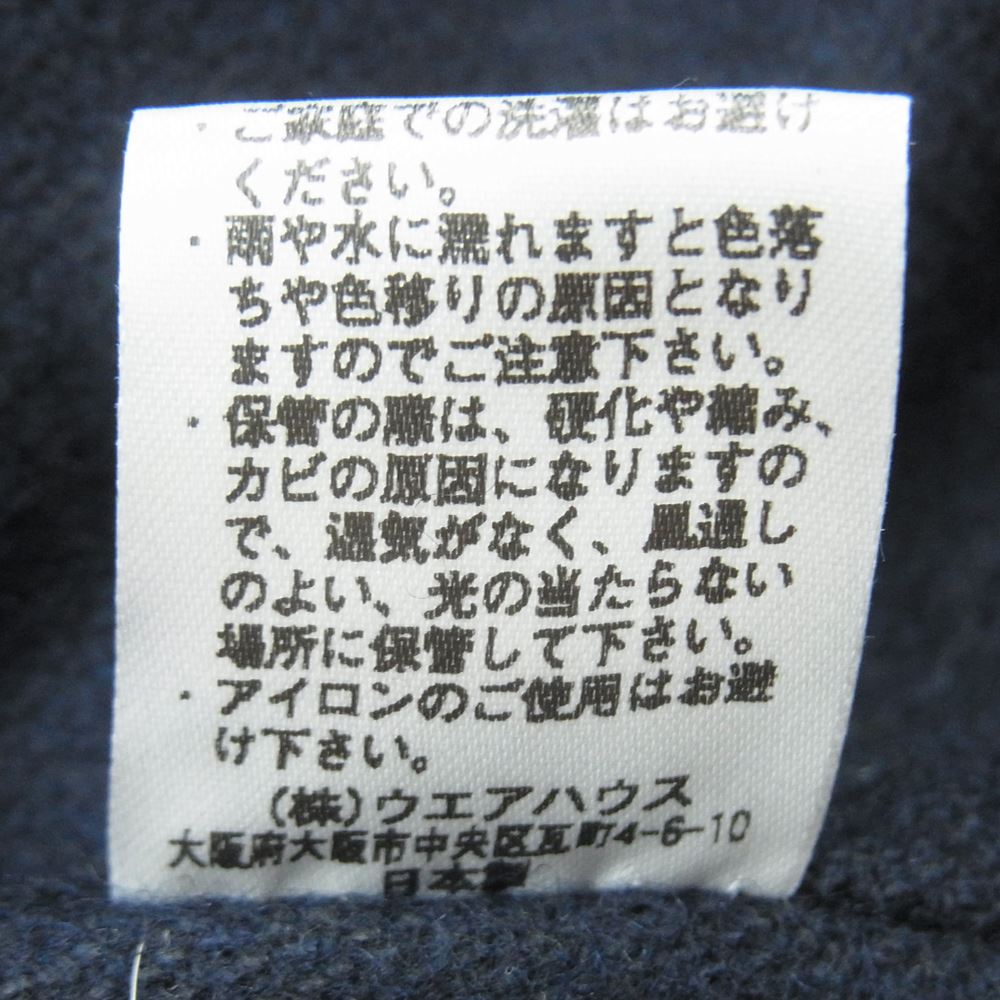 ・ご家庭での洗濯はお避け
ください。
・雨や水に濡れますと色落
ちや色移りの原因となり
ますのでご注意下さい。
・保管の際は、硬化や縮み、
カビの原因になりますの
で、湿気がなく、風通し
のよい、光の当たらない
場所に保管して下さい。
・アイロンのご使用はお避
け下さい。
(株)ウエアハウス
大阪府大阪市中央区瓦町4-6-10
日本製